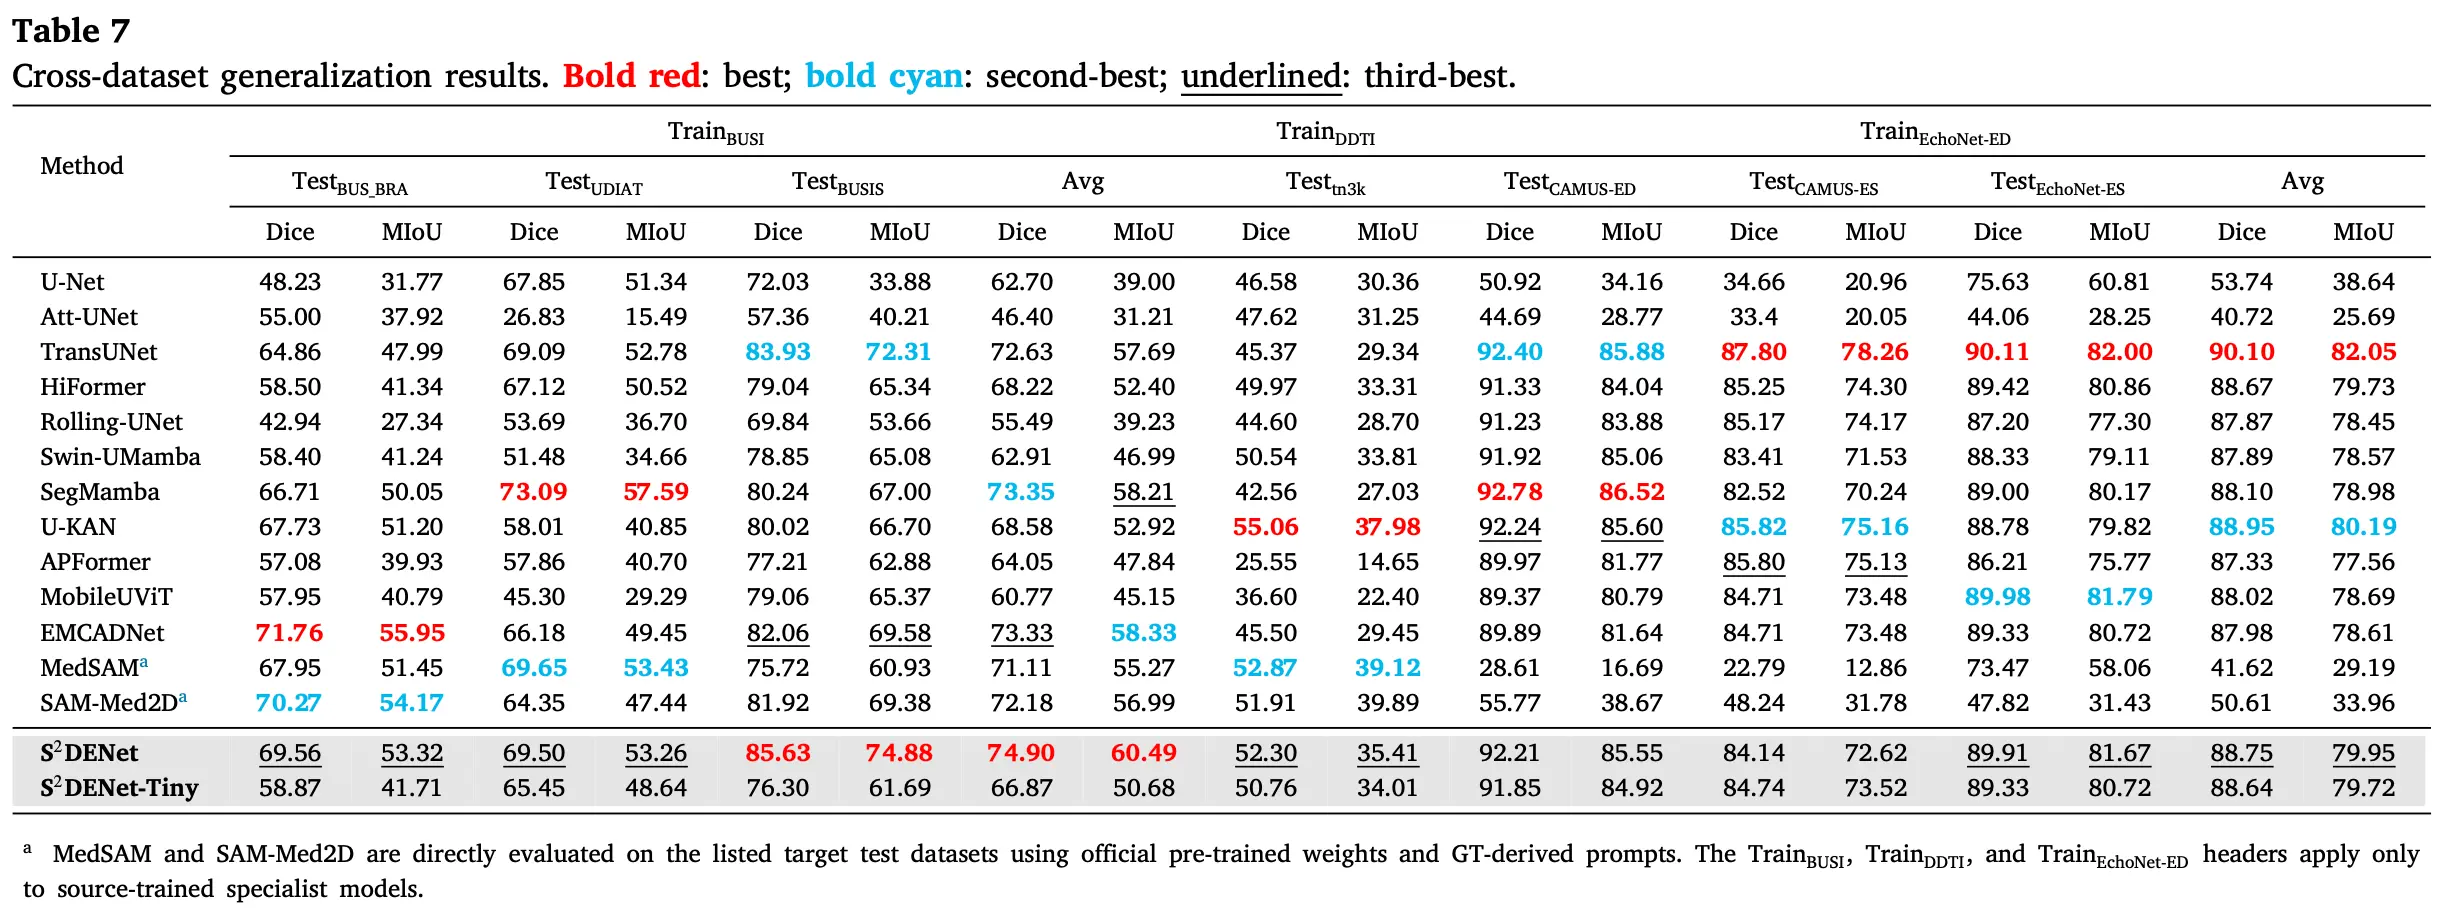 Table 7
Cross-dataset generalization results. Bold red: best; bold cyan: second-best; underlined: third-best.
Method TrainBUSI TrainDDTI TrainEchoNet-ED
TestBUS_BRA TestUDIAT TestBUSIS Avg Testtn3k TestCAMUS-ED TestCAMUS-ES TestEchoNet-ES Avg
Dice MIoU Dice MIoU Dice MIoU Dice MIoU Dice MIoU Dice MIoU Dice MIoU Dice MIoU Dice MIoU
U-Net 48.23 31.77 67.85 51.34 72.03 33.88 62.70 39.00 46.58 30.36 50.92 34.16 34.66 20.96 75.63 60.81 53.74 38.64
Att-UNet 55.00 37.92 26.83 15.49 57.36 40.21 46.40 31.21 47.62 31.25 44.69 28.77 33.4 20.05 44.06 28.25 40.72 25.69
TransUNet 64.86 47.99 69.09 52.78 83.93 72.31 72.63 57.69 45.37 29.34 92.40 85.88 87.80 78.26 90.11 82.00 90.10 82.05
HiFormer 58.50 41.34 67.12 50.52 79.04 65.34 68.22 52.40 49.97 33.31 91.33 84.04 85.25 74.30 89.42 80.86 88.67 79.73
Rolling-UNet 42.94 27.34 53.69 36.70 69.84 53.66 55.49 39.23 44.60 28.70 91.23 83.88 85.17 74.17 87.20 77.30 87.87 78.45
Swin-UMamba 58.40 41.24 51.48 34.66 78.85 65.08 62.91 46.99 50.54 33.81 91.92 85.06 83.41 71.53 88.33 79.11 87.89 78.57
SegMamba 66.71 50.05 73.09 57.59 80.24 67.00 73.35 58.21 42.56 27.03 92.78 86.52 82.52 70.24 89.00 80.17 88.10 78.98
U-KAN 67.73 51.20 58.01 40.85 80.02 66.70 68.58 52.92 55.06 37.98 92.24 85.60 85.82 75.16 88.78 79.82 88.95 80.19
APFormer 57.08 39.93 57.86 40.70 77.21 62.88 64.05 47.84 25.55 14.65 89.97 81.77 85.80 75.13 86.21 75.77 87.33 77.56
MobileUViT 57.95 40.79 45.30 29.29 79.06 65.37 60.77 45.15 36.60 22.40 89.37 80.79 84.71 73.48 89.98 81.79 88.02 78.69
EMCADNet 71.76 55.95 66.18 49.45 82.06 69.58 73.33 58.33 45.50 29.45 89.89 81.64 84.71 73.48 89.33 80.72 87.98 78.61
MedSAMa 67.95 51.45 69.65 53.43 75.72 60.93 71.11 55.27 52.87 39.12 28.61 16.69 22.79 12.86 73.47 58.06 41.62 29.19
SAM-Med2Da 70.27 54.17 64.35 47.44 81.92 69.38 72.18 56.99 51.91 39.89 55.77 38.67 48.24 31.78 47.82 31.43 50.61 33.96
S2DENet 69.56 53.32 69.50 53.26 85.63 74.88 74.90 60.49 52.30 35.41 92.21 85.55 84.14 72.62 89.91 81.67 88.75 79.95
S2DENet-Tiny 58.87 41.71 65.45 48.64 76.30 61.69 66.87 50.68 50.76 34.01 91.85 84.92 84.74 73.52 89.33 80.72 88.64 79.72
a MedSAM and SAM-Med2D are directly evaluated on the listed target test datasets using official pre-trained weights and GT-derived prompts. The TrainBUSI, TrainDDTI, and TrainEchoNet-ED headers apply only
to source-trained specialist models.